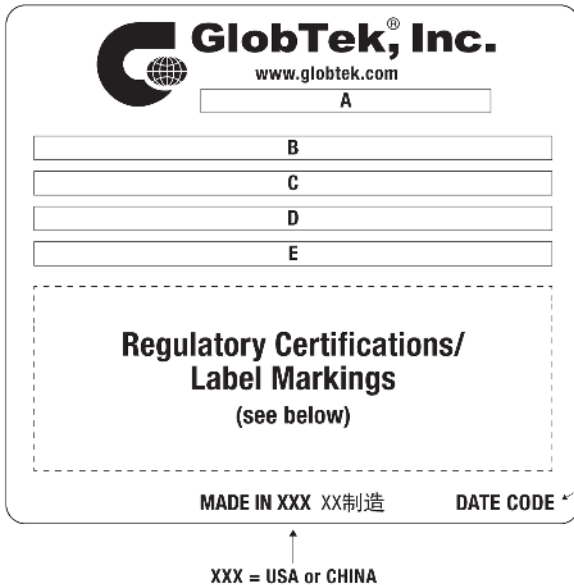 GlobTek®, Inc.
www.globtek.com
A
B
C
D
E
Regulatory Certifications/
Label Markings
(see below)
MADE IN XXX XX制造 DATE CODE
XXX = USA or CHINA